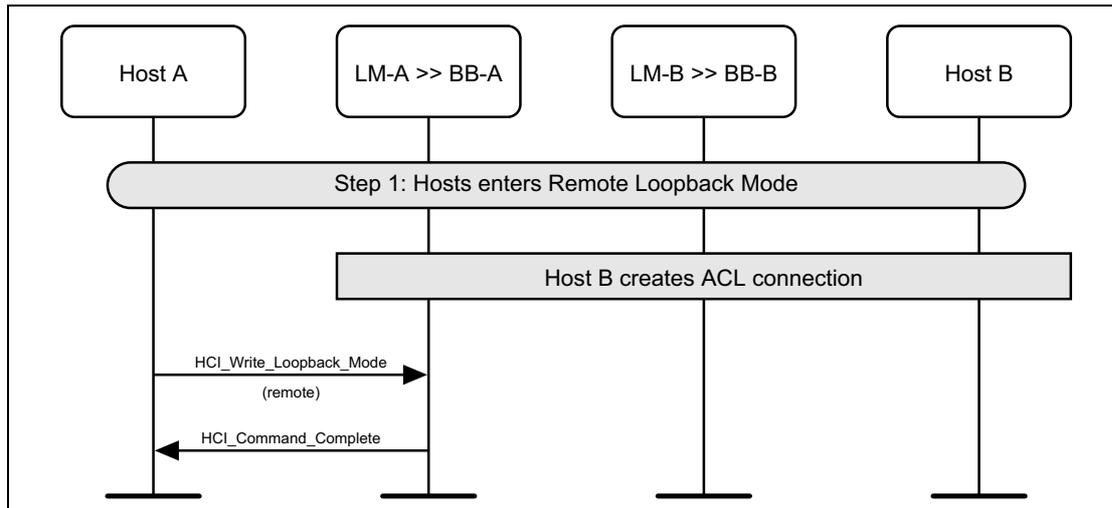 Host A
LM-A >> BB-A
LM-B >> BB-B
Host B
Step 1: Hosts enters Remote Loopback Mode
Host B creates ACL connection
HCI_Write_Loopback_Mode
(remote)
HCI_Command_Complete